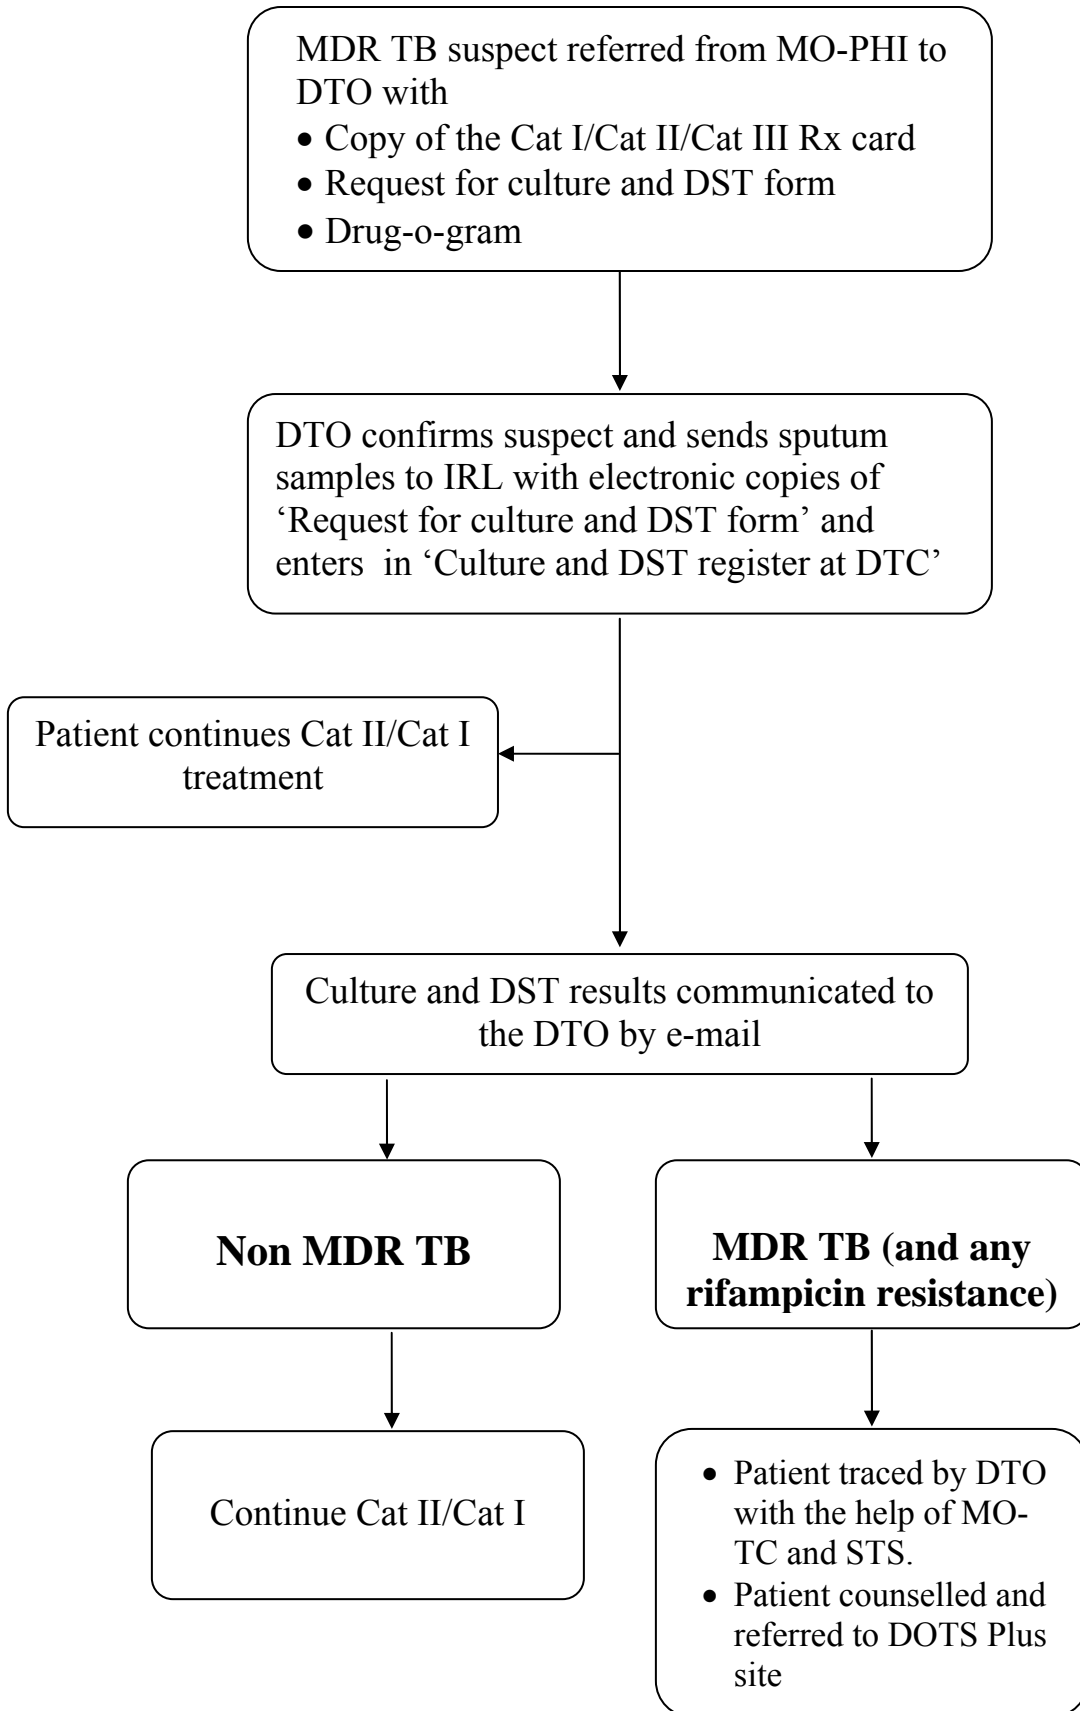 MDR TB suspect referred from MO-PHI to
DTO with
• Copy of the Cat I/Cat II/Cat III Rx card
• Request for culture and DST form
• Drug-o-gram
DTO confirms suspect and sends sputum
samples to IRL with electronic copies of
‘Request for culture and DST form’ and
enters  in ‘Culture and DST register at DTC’
Patient continues Cat II/Cat I
treatment
Culture and DST results communicated to
the DTO by e-mail
Non MDR TB
MDR TB (and any
rifampicin resistance)
Continue Cat II/Cat I
• Patient traced by DTO
with the help of MO-
TC and STS.
• Patient counselled and
referred to DOTS Plus
site